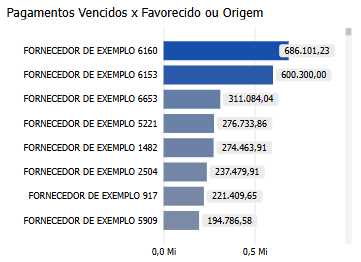 Pagamentos Vencidos x Favorecido ou Origem
FORNECEDOR DE EXEMPLO 6160 686.101,23
FORNECEDOR DE EXEMPLO 6153 600.300,00
FORNECEDOR DE EXEMPLO 6653 311.084,04
FORNECEDOR DE EXEMPLO 5221 276.733,86
FORNECEDOR DE EXEMPLO 1482 274.463,91
FORNECEDOR DE EXEMPLO 2504 237.479,91
FORNECEDOR DE EXEMPLO 917 221.409,65
FORNECEDOR DE EXEMPLO 5909 194.786,58
0,0 Mi 0,5 Mi